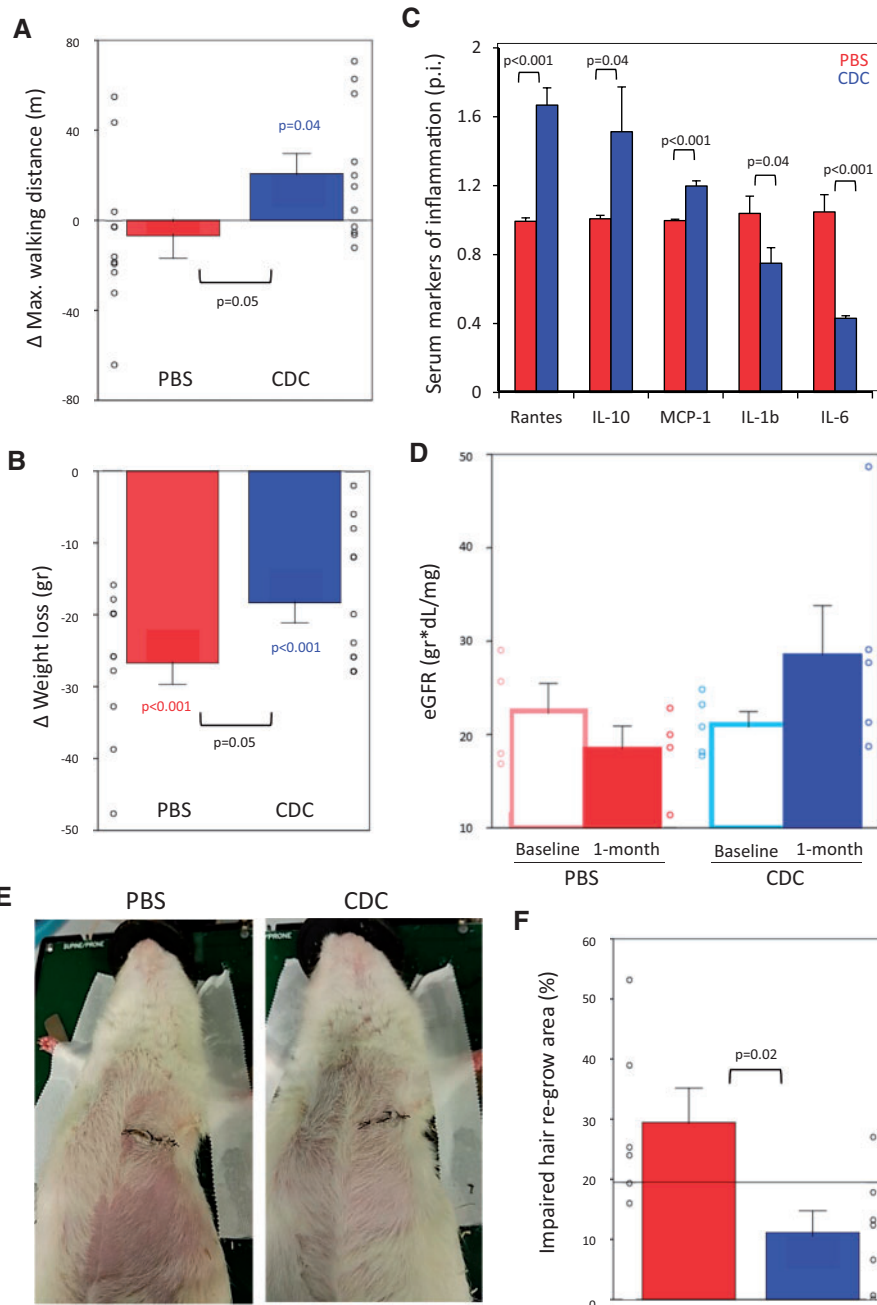 A
Δ Max. walking distance (m)
80
40
0
-40
-80
p=0.04
p=0.05
PBS CDC
B
Δ Weight loss (gr)
0
-10
-20
-30
-40
-50
p<0.001
p<0.001
p=0.05
PBS CDC
C
Serum markers of inflammation (p.i.)
2
1.6
1.2
0.8
0.4
0
PBS
CDC
p<0.001
p=0.04
p<0.001
p=0.04
p<0.001
Rantes IL-10 MCP-1 IL-1b IL-6
D
eGFR (gr*dL/mg)
50
40
30
20
10
Baseline 1-month Baseline 1-month
PBS CDC
E
PBS CDC
SUPINE/PRONE
SUPINE/PRONE
F
Impaired hair re-grow area (%)
60
50
40
30
20
10
0
p=0.02